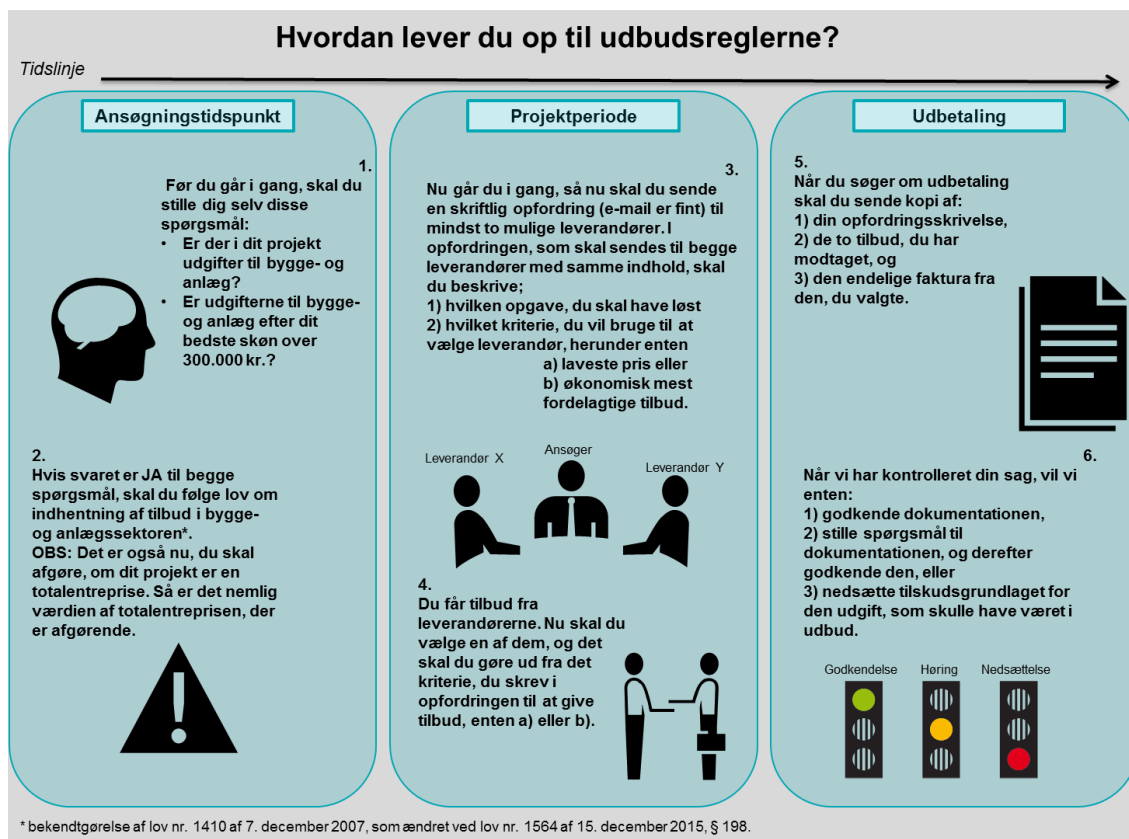 Hvordan lever du op til udbudsreglerne?
Tidslinje
Ansøgningstidspunkt
1.
Før du går i gang, skal du
stille dig selv disse
spørgsmål:
• Er der i dit projekt
udgifter til bygge- og
anlæg?
• Er udgifterne til bygge-
og anlæg efter dit
bedste skøn over
300.000 kr.?
2.
Hvis svaret er JA til begge
spørgsmål, skal du følge lov om
indhentning af tilbud i bygge-
og anlægssektoren*.
OBS: Det er også nu, du skal
afgøre, om dit projekt er en
totalentreprise. Så er det nemlig
værdien af totalentreprisen, der
er afgørende.
Projektperiode
3.
Nu går du i gang, så nu skal du sende
en skriftlig opfordring (e-mail er fint) til
mindst to mulige leverandører. I
opfordringen, som skal sendes til begge
leverandører med samme indhold, skal
du beskrive;
1) hvilken opgave, du skal have løst
2) hvilket kriterie, du vil bruge til at
vælge leverandør, herunder enten
a) laveste pris eller
b) økonomisk mest
fordelagtige tilbud.
Leverandør X
Ansøger
Leverandør Y
4.
Du får tilbud fra
leverandørerne. Nu skal du
vælge en af dem, og det
skal du gøre ud fra det
kriterie, du skrev i
opfordringen til at give
tilbud, enten a) eller b).
Udbetaling
5.
Når du søger om udbetaling
skal du sende kopi af:
1) din opfordringsskrivelse,
2) de to tilbud, du har
modtaget, og
3) den endelige faktura fra
den, du valgte.
6.
Når vi har kontrolleret din sag, vil vi
enten:
1) godkende dokumentationen,
2) stille spørgsmål til
dokumentationen, og derefter
godkende den, eller
3) nedsætte tilskudsgrundlaget for
den udgift, som skulle have været i
udbud.
Godkendelse
Høring
Nedsættelse
* bekendtgørelse af lov nr. 1410 af 7. december 2007, som ændret ved lov nr. 1564 af 15. december 2015, § 198.